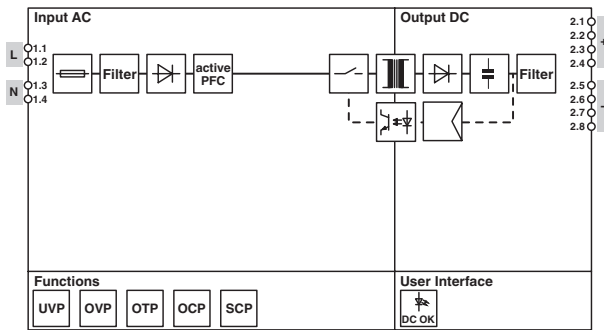 Input AC
Output DC
L
1.1
1.2
N
1.3
1.4
Filter
active
PFC
Filter
2.1
2.2
2.3
2.4
+
2.5
2.6
2.7
2.8
-
Functions
UVP
OVP
OTP
OCP
SCP
User Interface
DC OK